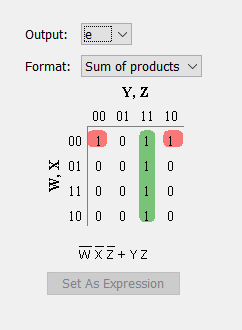 Output: e
Format: Sum of products
Y, Z
00 01 11 10
W, X
00 1 0 1 1
01 0 0 1 0
11 0 0 1 0
10 0 0 1 0
W̅ X̅ Z̅ + Y Z
Set As Expression